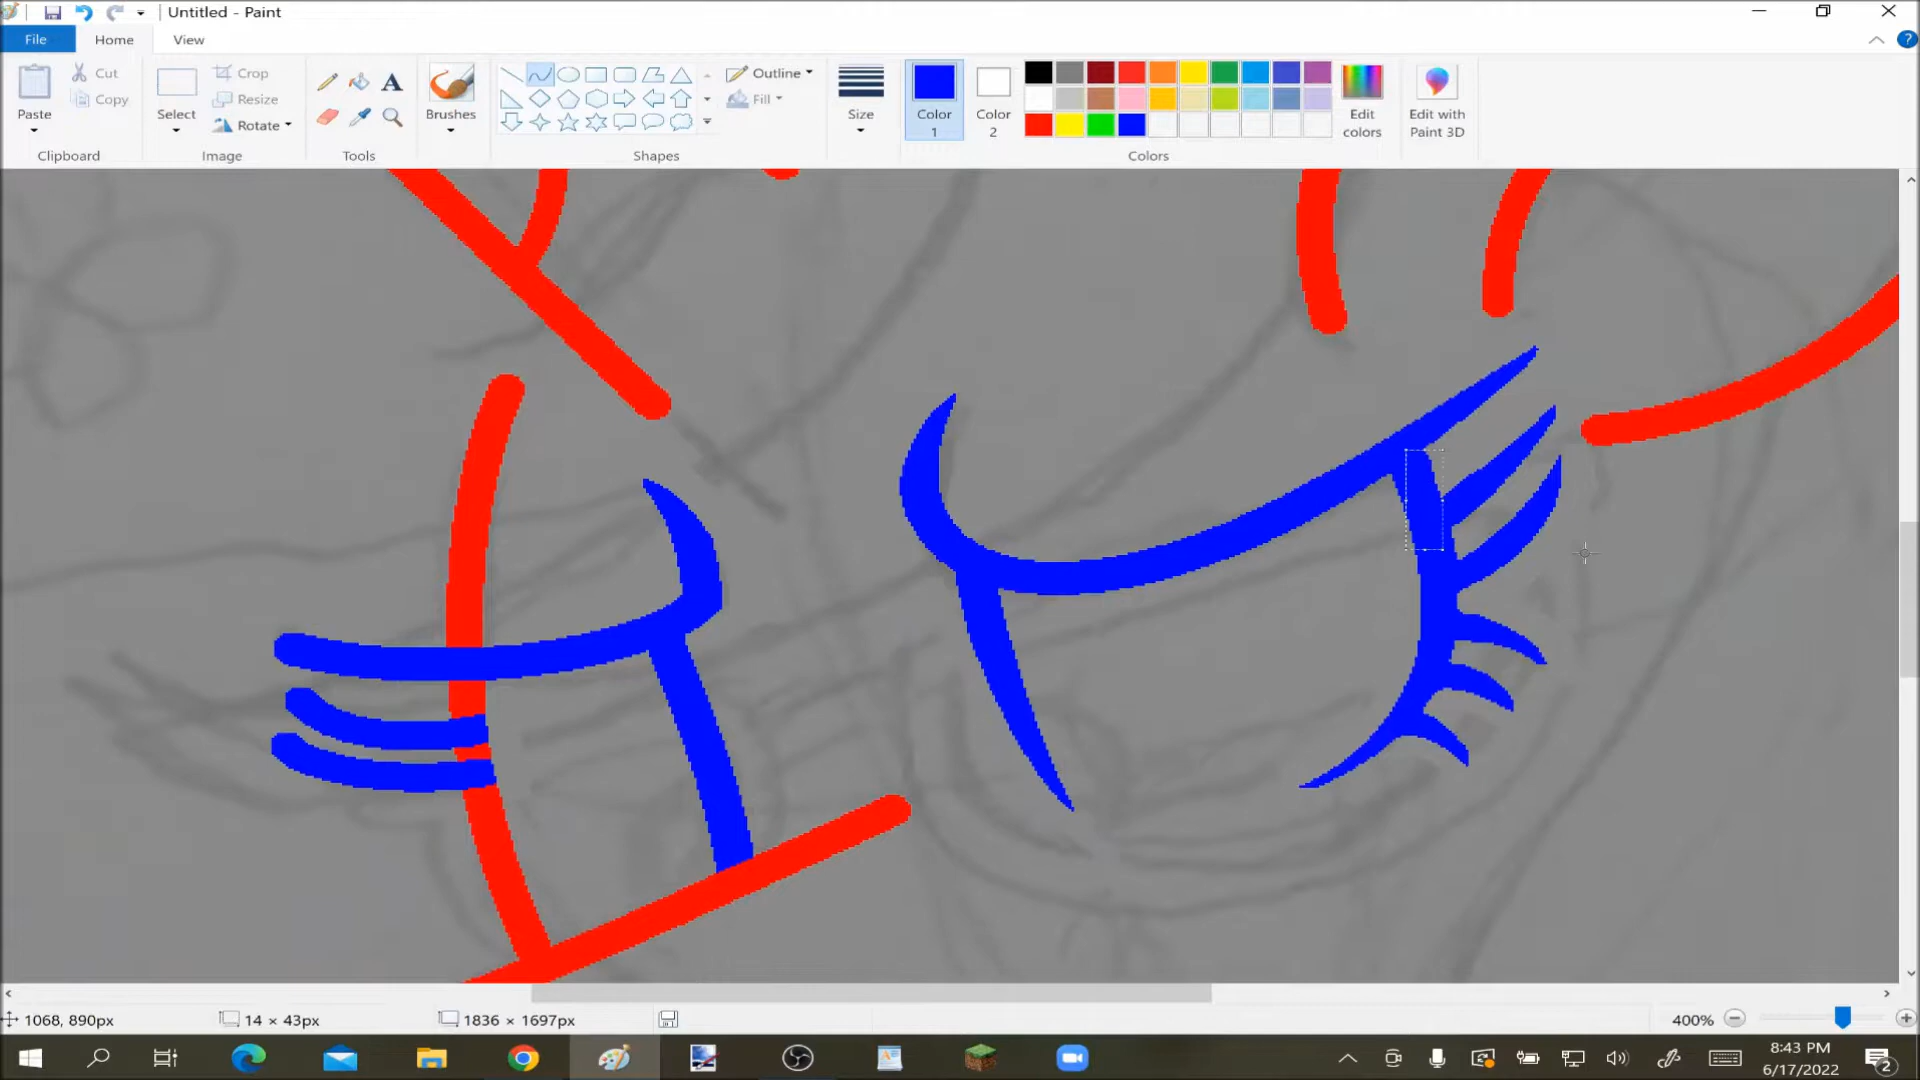 Untitled - Paint
File
Home
View
?
Paste
Cut
Copy
Clipboard
Select
Crop
Resize
Rotate
Image
A
Tools
Brushes
Shapes
Outline
Fill
Size
Color
1
Color
2
Edit
colors
Colors
Edit with
Paint 3D
1068, 890px
14 × 43px
1836 × 1697px
400%
8:43 PM
6/17/2022
2